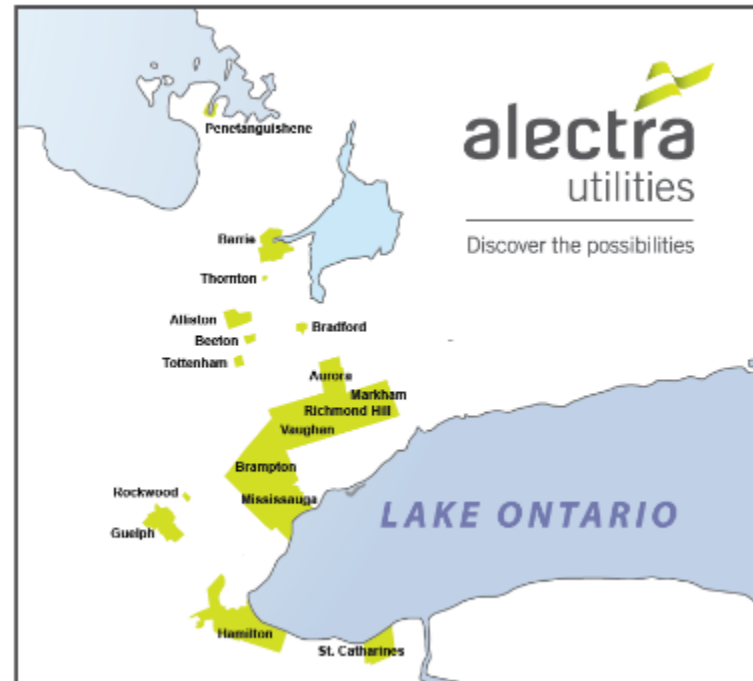 Penetanguishene
alectra
utilities
Discover the possibilities
Barrie
Thornton
Alliston
Bradford
Beeton
Tottenham
Aurora
Markham
Richmond Hill
Vaughan
Brampton
Rockwood
Mississauga
LAKE ONTARIO
Guelph
Hamilton
St. Catharines